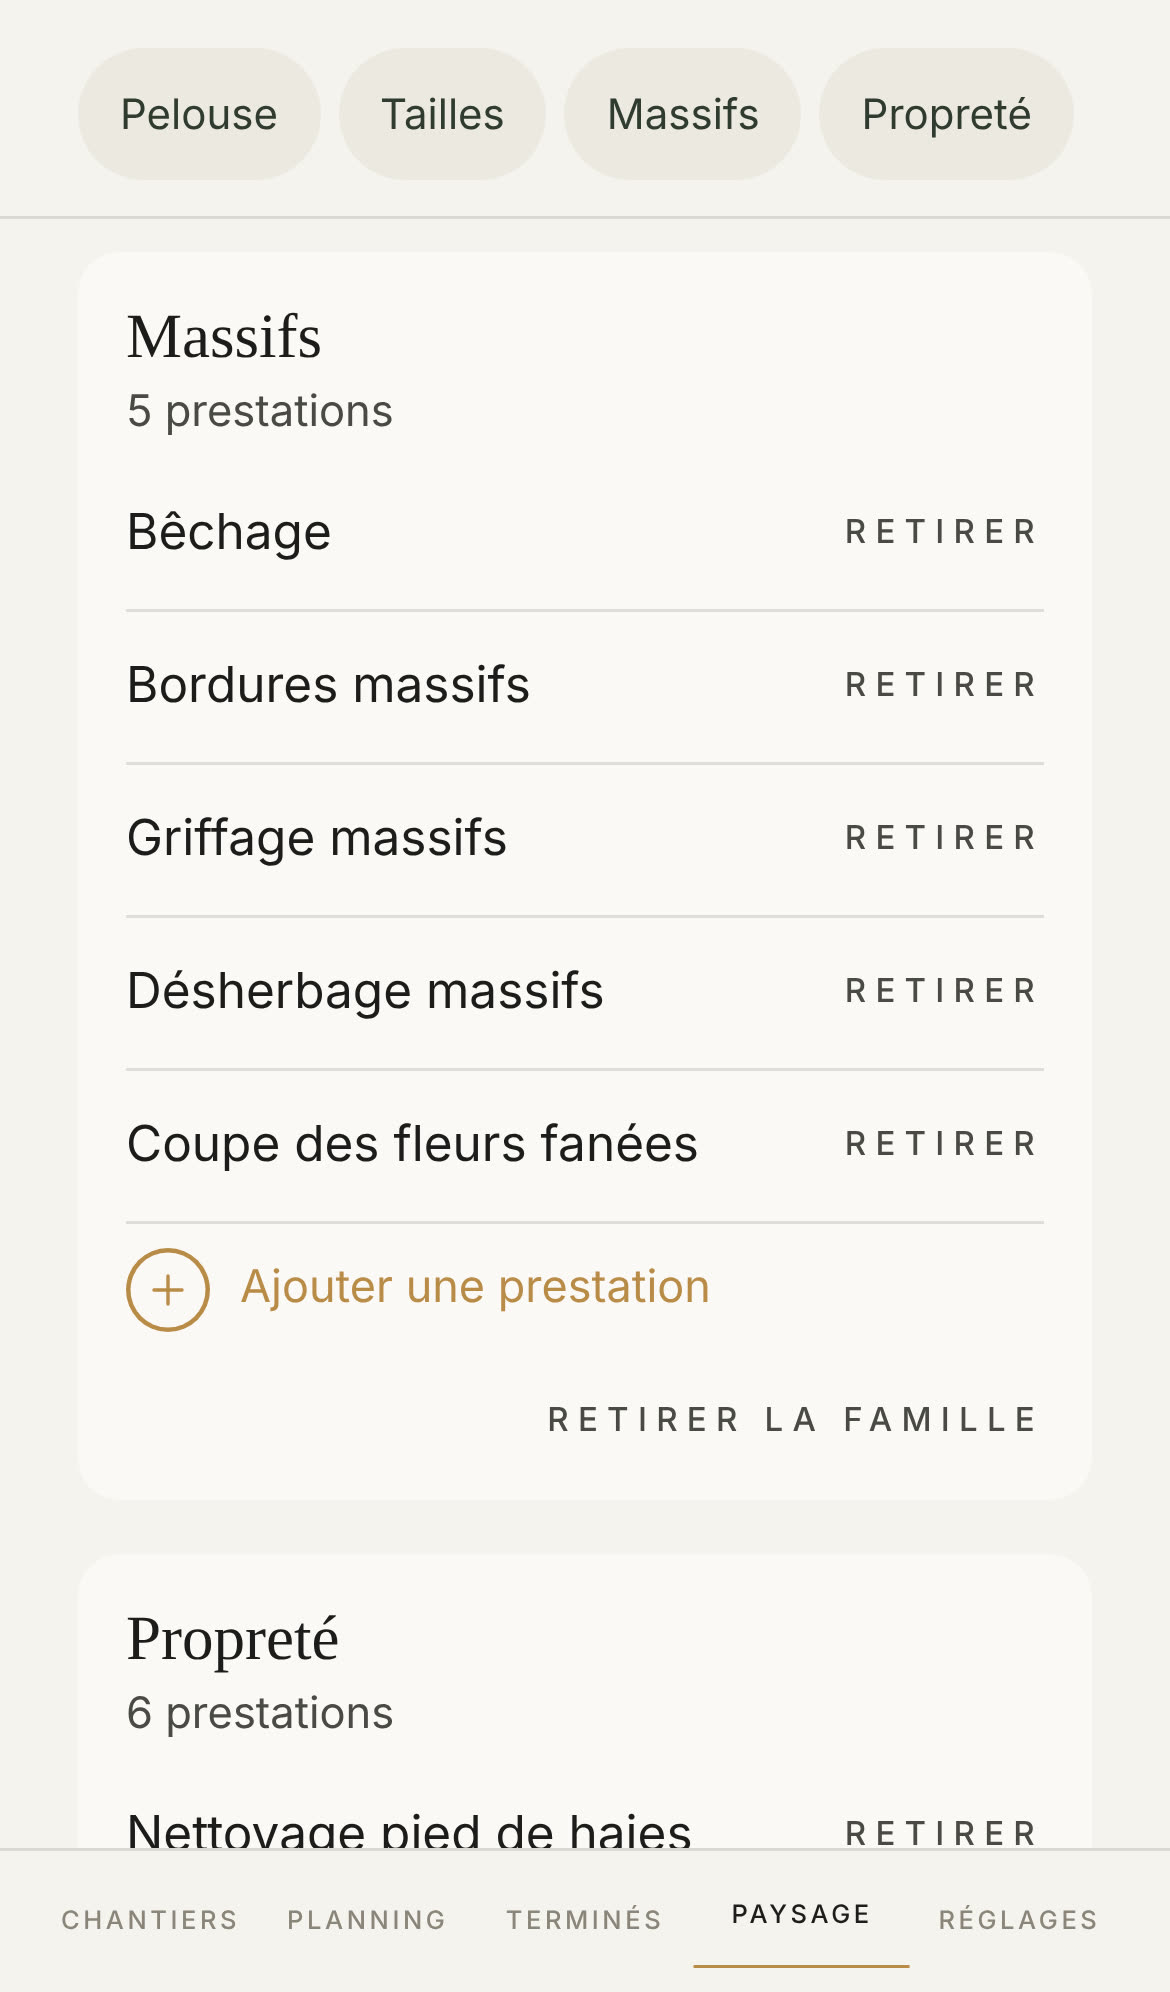 Pelouse Tailles Massifs Propreté
Massifs
5 prestations
Bêchage RETIRER
Bordures massifs RETIRER
Griffage massifs RETIRER
Désherbage massifs RETIRER
Coupe des fleurs fanées RETIRER
+ Ajouter une prestation
RETIRER LA FAMILLE
Propreté
6 prestations
Nettoyage pied de haies RETIRER
CHANTIERS PLANNING TERMINÉS PAYSAGE RÉGLAGES